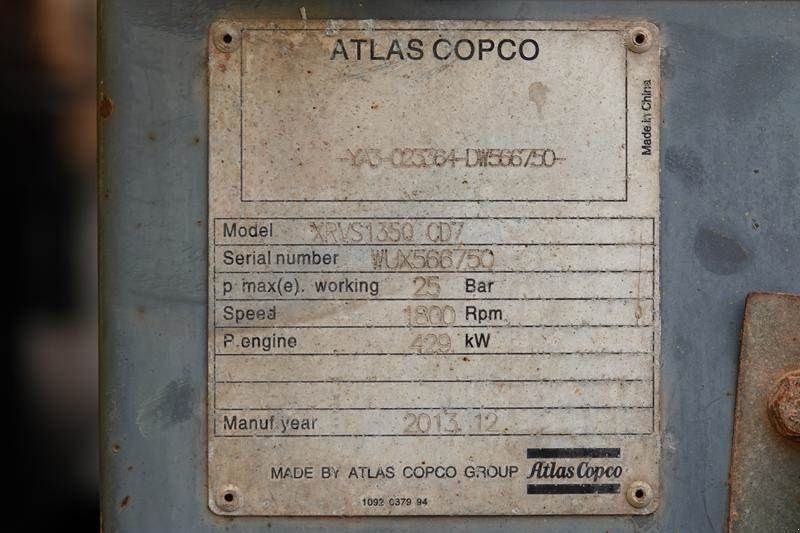 ATLAS COPCO
Made in China
-YA3-023364-DW566750-
Model XRVS1350 CD7
Serial number WUX566750
p max(e). working 25 Bar
Speed 1800 Rpm
P.engine 429 kW
Manuf year 2013.12
MADE BY ATLAS COPCO GROUP Atlas Copco
1092 0379 94